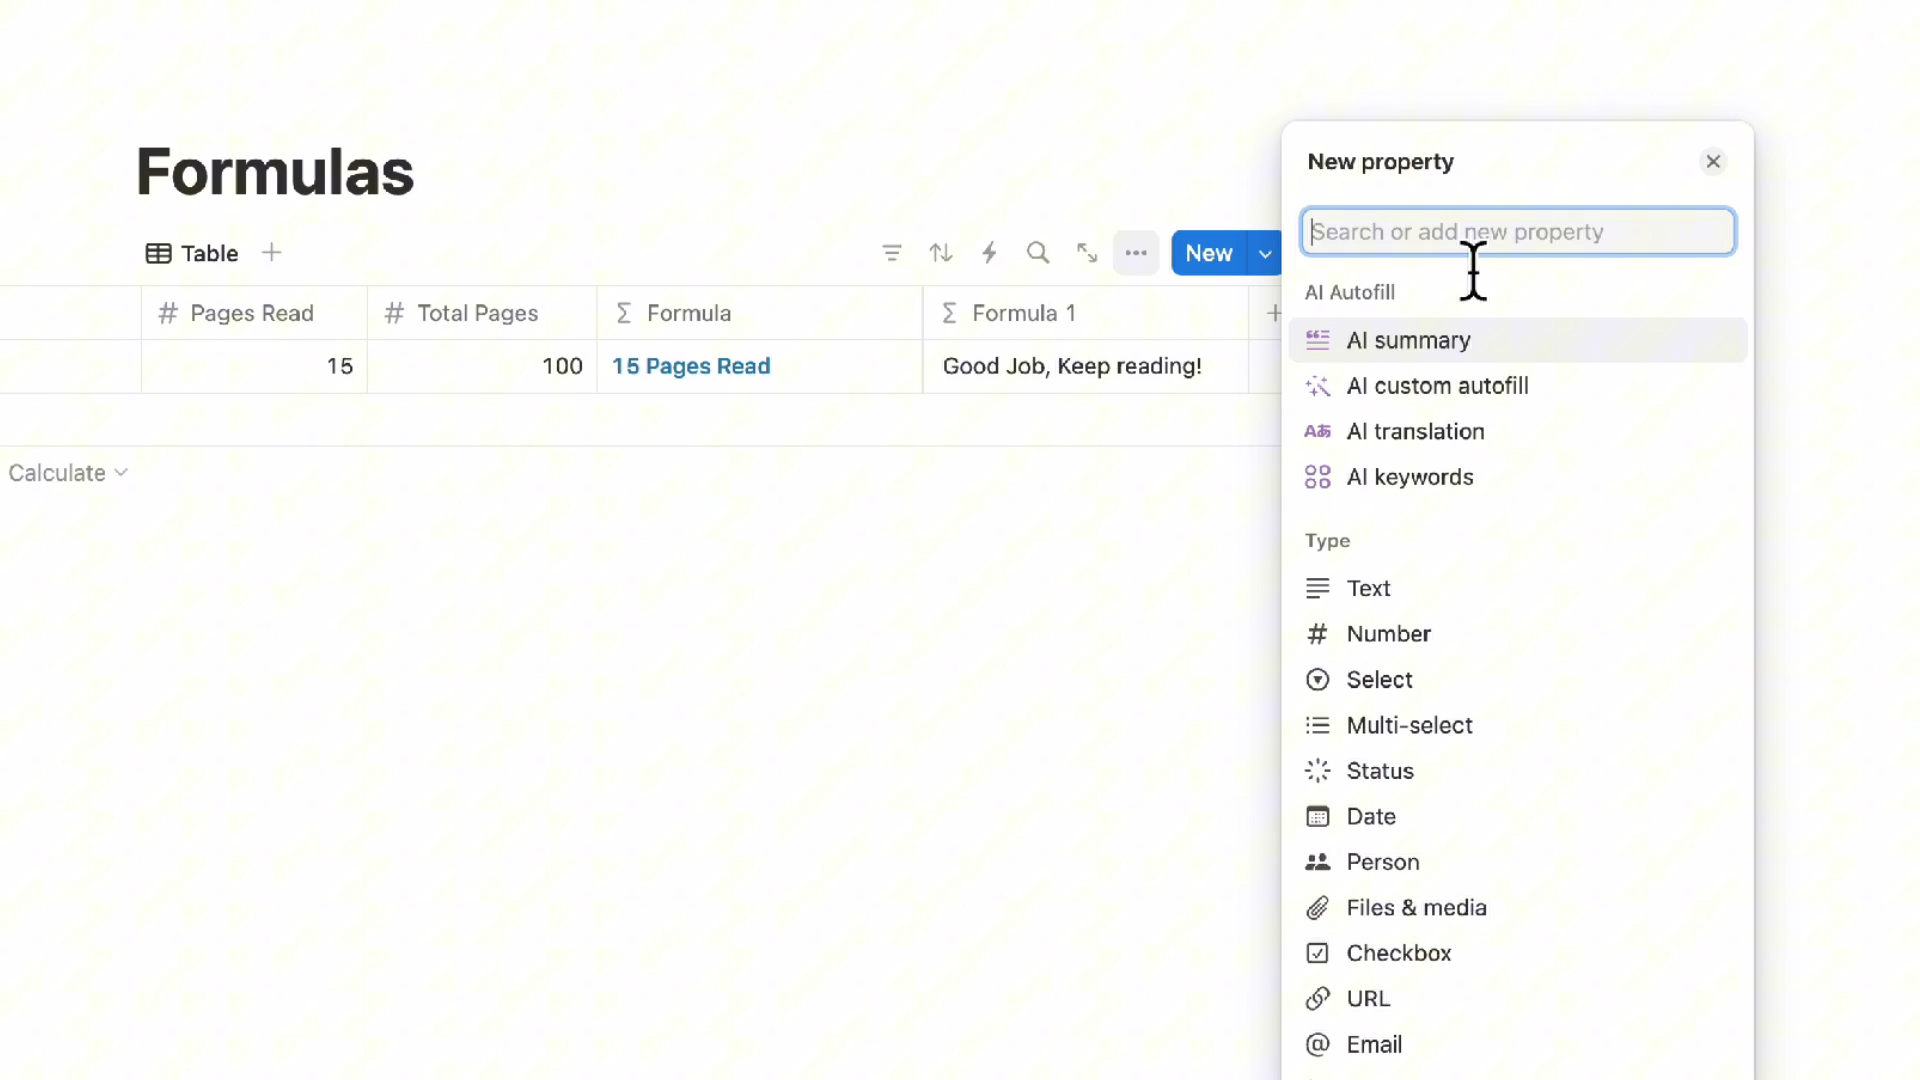 Formulas
Table
New
Pages Read
Total Pages
Formula
Formula 1
15
100
15 Pages Read
Good Job, Keep reading!
Calculate
New property
Search or add new property
AI Autofill
AI summary
AI custom autofill
AI translation
AI keywords
Type
Text
Number
Select
Multi-select
Status
Date
Person
Files & media
Checkbox
URL
Email